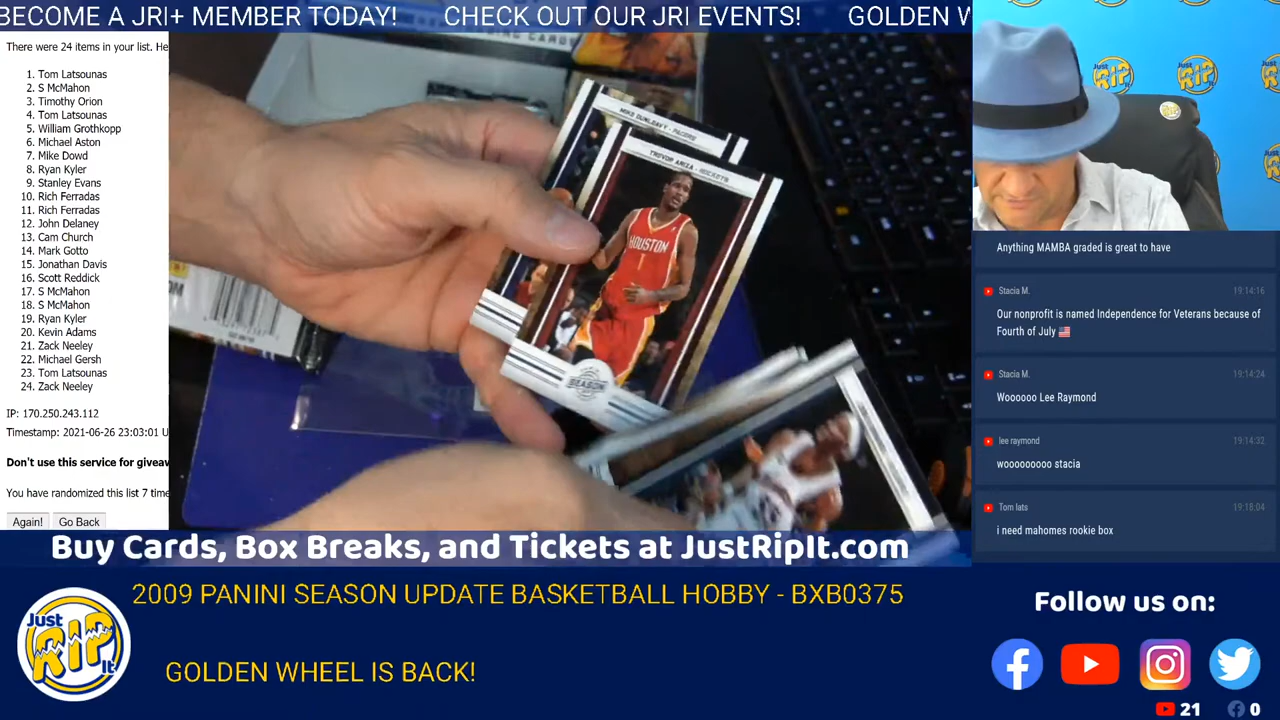 BECOME A JRI+ MEMBER TODAY! CHECK OUT OUR JRI EVENTS! GOLDEN W
There were 24 items in your list. He
1. Tom Latsounas
2. S McMahon
3. Timothy Orion
4. Tom Latsounas
5. William Grothkopp
6. Michael Aston
7. Mike Dowd
8. Ryan Kyler
9. Stanley Evans
10. Rich Ferradas
11. Rich Ferradas
12. John Delaney
13. Cam Church
14. Mark Gotto
15. Jonathan Davis
16. Scott Reddick
17. S McMahon
18. S McMahon
19. Ryan Kyler
20. Kevin Adams
21. Zack Neeley
22. Michael Gersh
23. Tom Latsounas
24. Zack Neeley
IP: 170.250.243.112
Timestamp: 2021-06-26 23:03:01 U
Don't use this service for giveaw
You have randomized this list 7 time
Again! Go Back
TRADING CARDS
MIKE DUNLEAVY - PACERS
TREVOR ARIZA - ROCKETS
HOUSTON
1
SEASON
Just RIP It
Anything MAMBA graded is great to have
Stacia M. 19:14:16
Our nonprofit is named Independence for Veterans because of
Fourth of July
Stacia M. 19:14:24
Woooooo Lee Raymond
lee raymond 19:14:32
wooooooooo stacia
Tom lats 19:18:04
i need mahomes rookie box
Buy Cards, Box Breaks, and Tickets at JustRipIt.com
Just RIP It
2009 PANINI SEASON UPDATE BASKETBALL HOBBY - BXB0375
GOLDEN WHEEL IS BACK!
Follow us on:
21 0